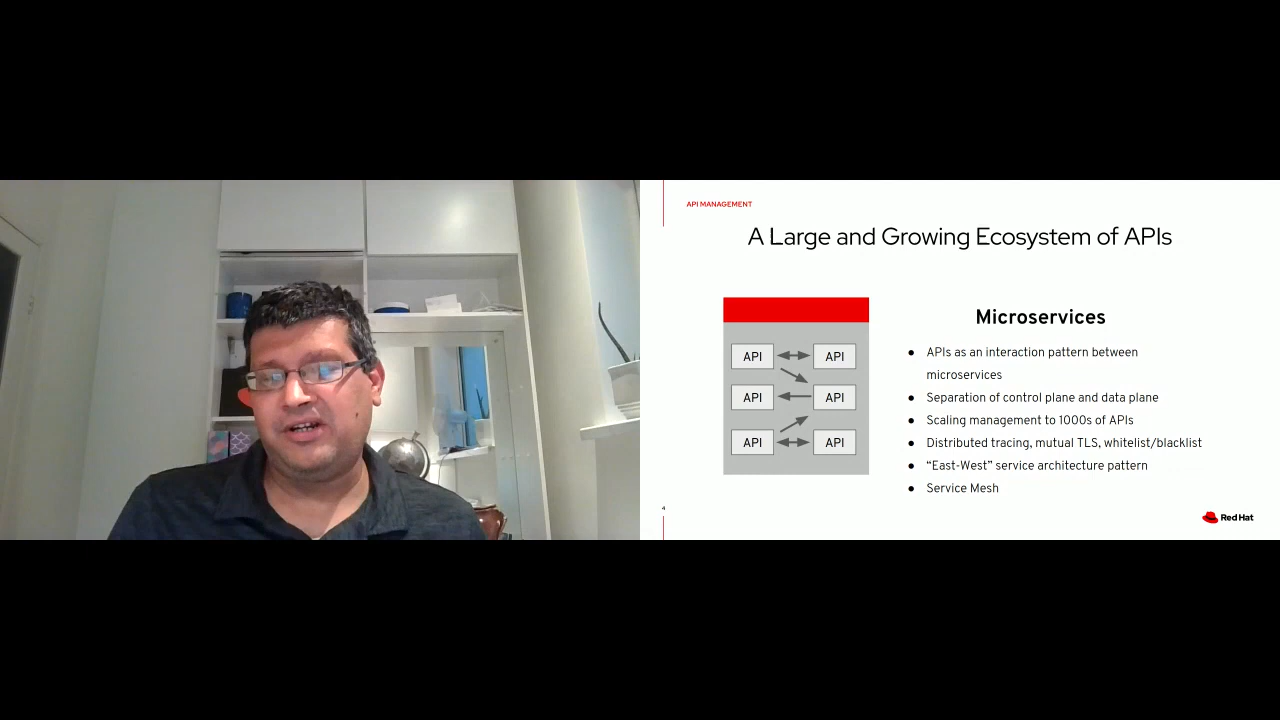 API MANAGEMENT
A Large and Growing Ecosystem of APIs
Microservices
API API
API API
API API
● APIs as an interaction pattern between
microservices
● Separation of control plane and data plane
● Scaling management to 1000s of APIs
● Distributed tracing, mutual TLS, whitelist/blacklist
● “East-West” service architecture pattern
● Service Mesh
4
Red Hat